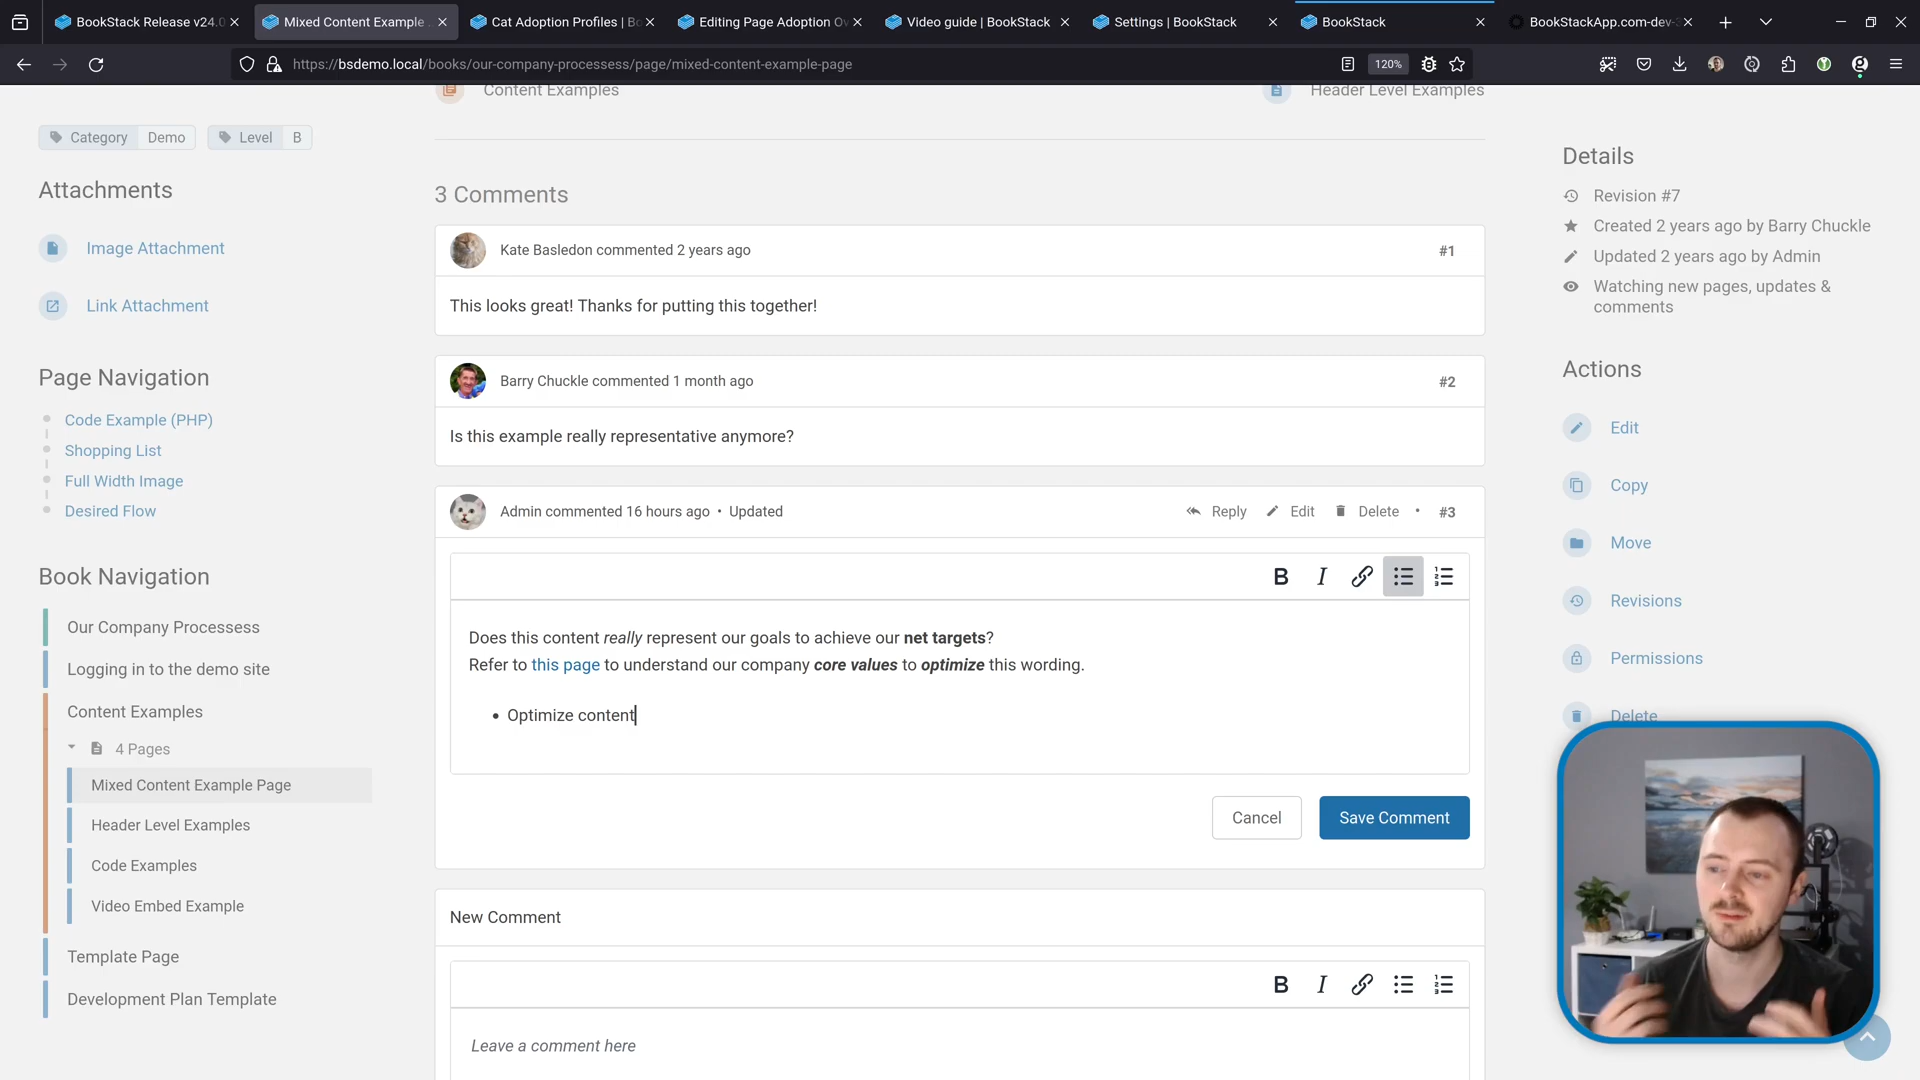 BookStack Release v24.0
Mixed Content Example
Cat Adoption Profiles | Bo
Editing Page Adoption Ov
Video guide | BookStack
Settings | BookStack
BookStack
BookStackApp.com-dev-
https://bsdemo.local/books/our-company-processess/page/mixed-content-example-page
120%
Content Examples
Header Level Examples
Category Demo
Level B
Attachments
Image Attachment
Link Attachment
Page Navigation
Code Example (PHP)
Shopping List
Full Width Image
Desired Flow
Book Navigation
Our Company Processess
Logging in to the demo site
Content Examples
4 Pages
Mixed Content Example Page
Header Level Examples
Code Examples
Video Embed Example
Template Page
Development Plan Template
3 Comments
Kate Basledon commented 2 years ago
#1
This looks great! Thanks for putting this together!
Barry Chuckle commented 1 month ago
#2
Is this example really representative anymore?
Admin commented 16 hours ago • Updated
Reply Edit Delete • #3
B I
Does this content really represent our goals to achieve our net targets?
Refer to this page to understand our company core values to optimize this wording.
• Optimize content
Cancel
Save Comment
New Comment
B I
Leave a comment here
Details
Revision #7
Created 2 years ago by Barry Chuckle
Updated 2 years ago by Admin
Watching new pages, updates &
comments
Actions
Edit
Copy
Move
Revisions
Permissions
Delete